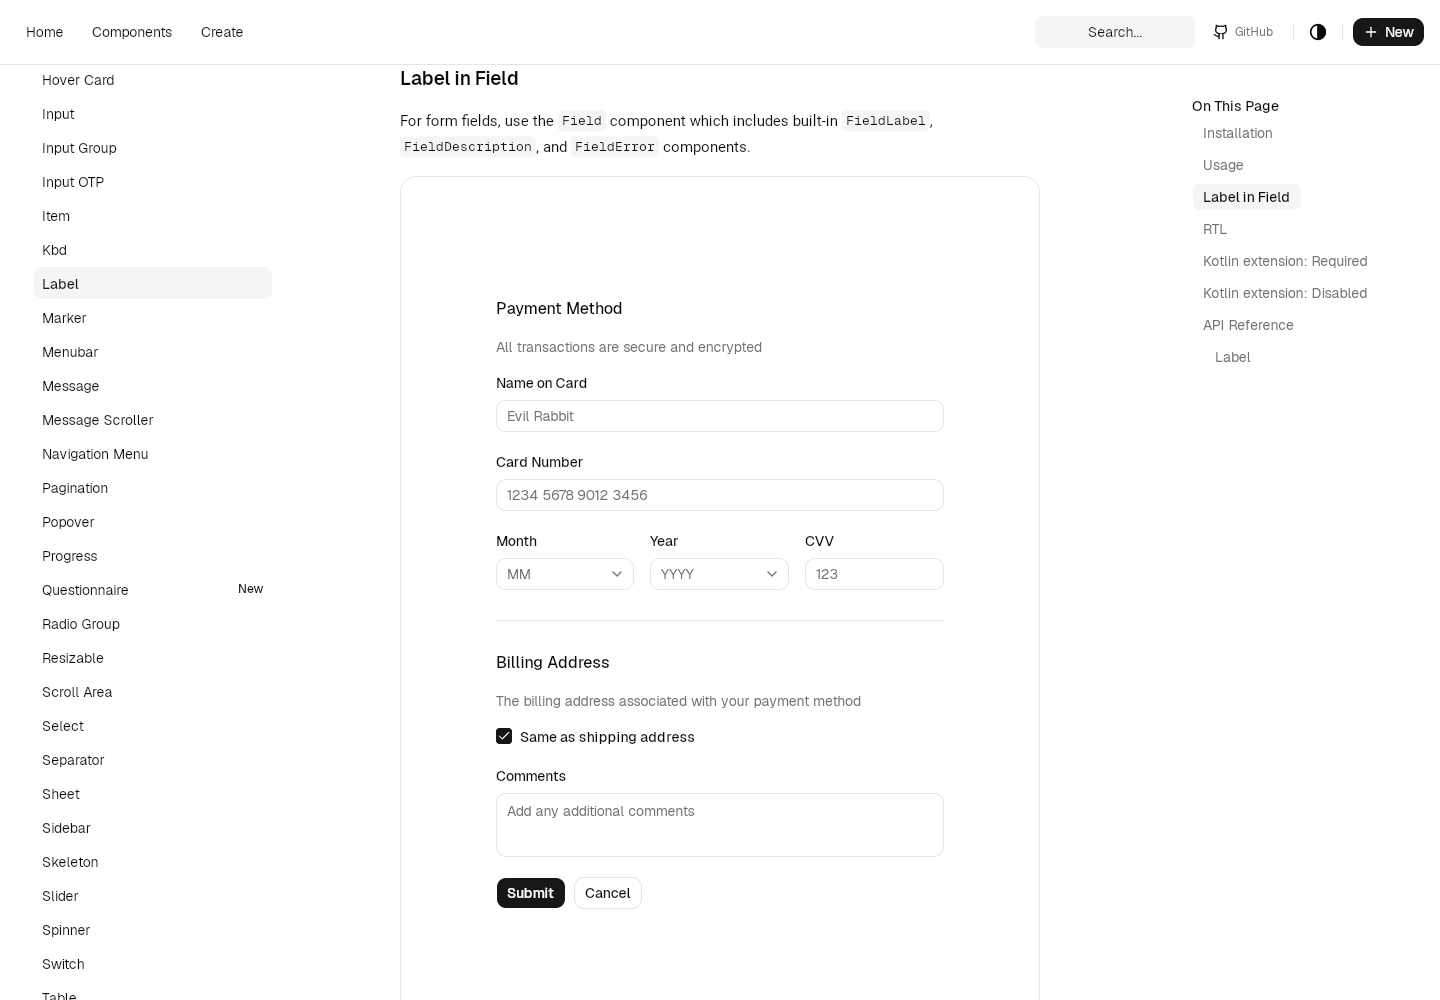 Home
Components
Create
Search...
GitHub
New
Hover Card
Input
Input Group
Input OTP
Item
Kbd
Label
Marker
Menubar
Message
Message Scroller
Navigation Menu
Pagination
Popover
Progress
Questionnaire
New
Radio Group
Resizable
Scroll Area
Select
Separator
Sheet
Sidebar
Skeleton
Slider
Spinner
Switch
Table
Label in Field
For form fields, use the Field component which includes built-in FieldLabel,
FieldDescription, and FieldError components.
Payment Method
All transactions are secure and encrypted
Name on Card
Evil Rabbit
Card Number
1234 5678 9012 3456
Month
Year
CVV
MM
YYYY
123
Billing Address
The billing address associated with your payment method
Same as shipping address
Comments
Add any additional comments
Submit
Cancel
On This Page
Installation
Usage
Label in Field
RTL
Kotlin extension: Required
Kotlin extension: Disabled
API Reference
Label